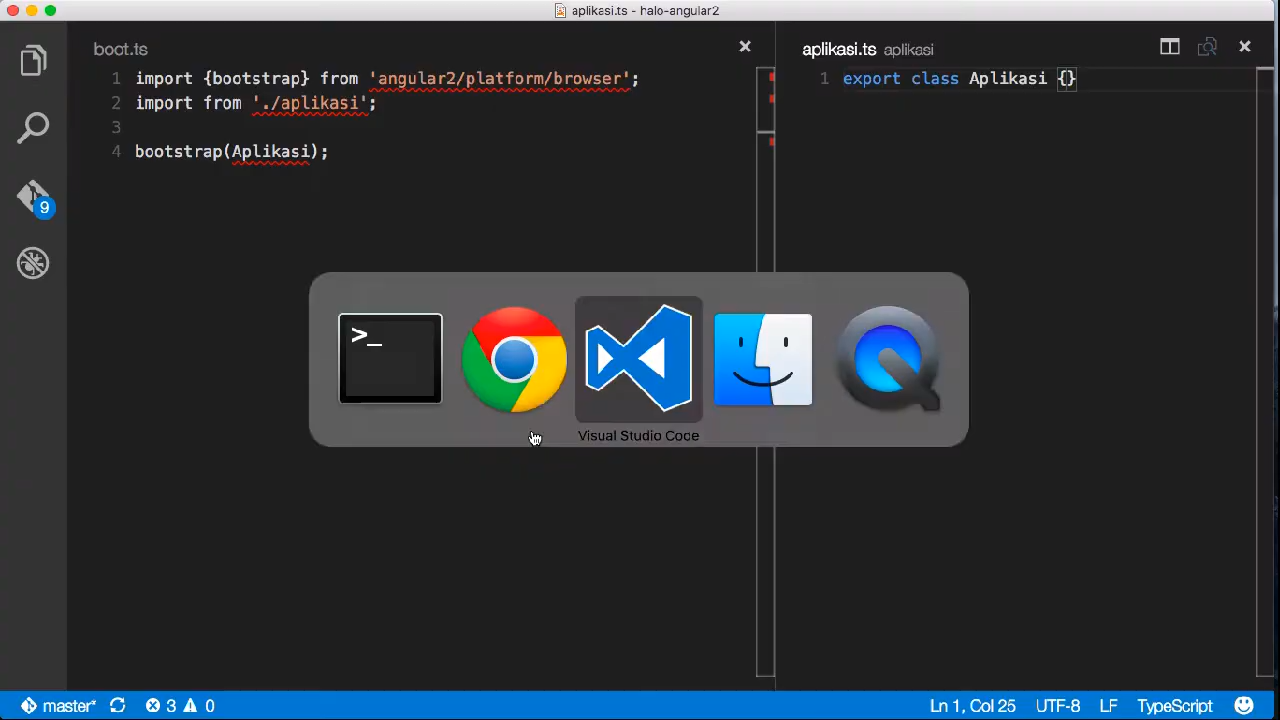 aplikasi.ts - halo-angular2
boot.ts
1 import {bootstrap} from 'angular2/platform/browser';
2 import from './aplikasi';
3
4 bootstrap(Aplikasi);
aplikasi.ts aplikasi
1 export class Aplikasi {}
9
>_
Visual Studio Code
master* 3 0
Ln 1, Col 25 UTF-8 LF TypeScript